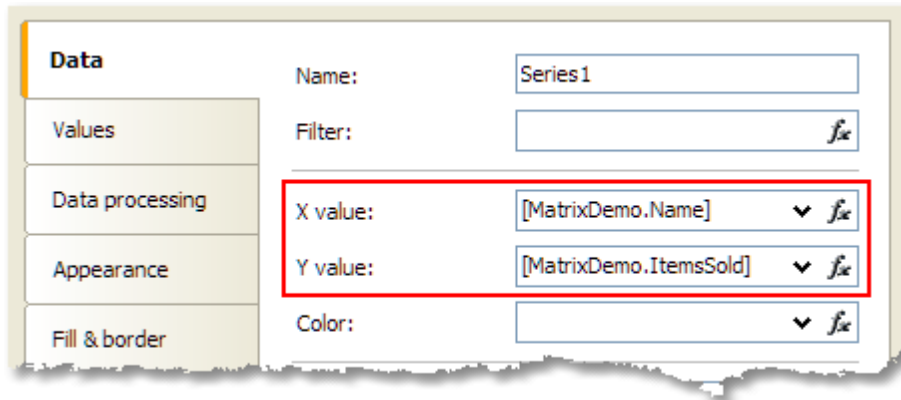 Data
Values
Data processing
Appearance
Fill & border
Name: Series1
Filter:
X value: [MatrixDemo.Name]
Y value: [MatrixDemo.ItemsSold]
Color: